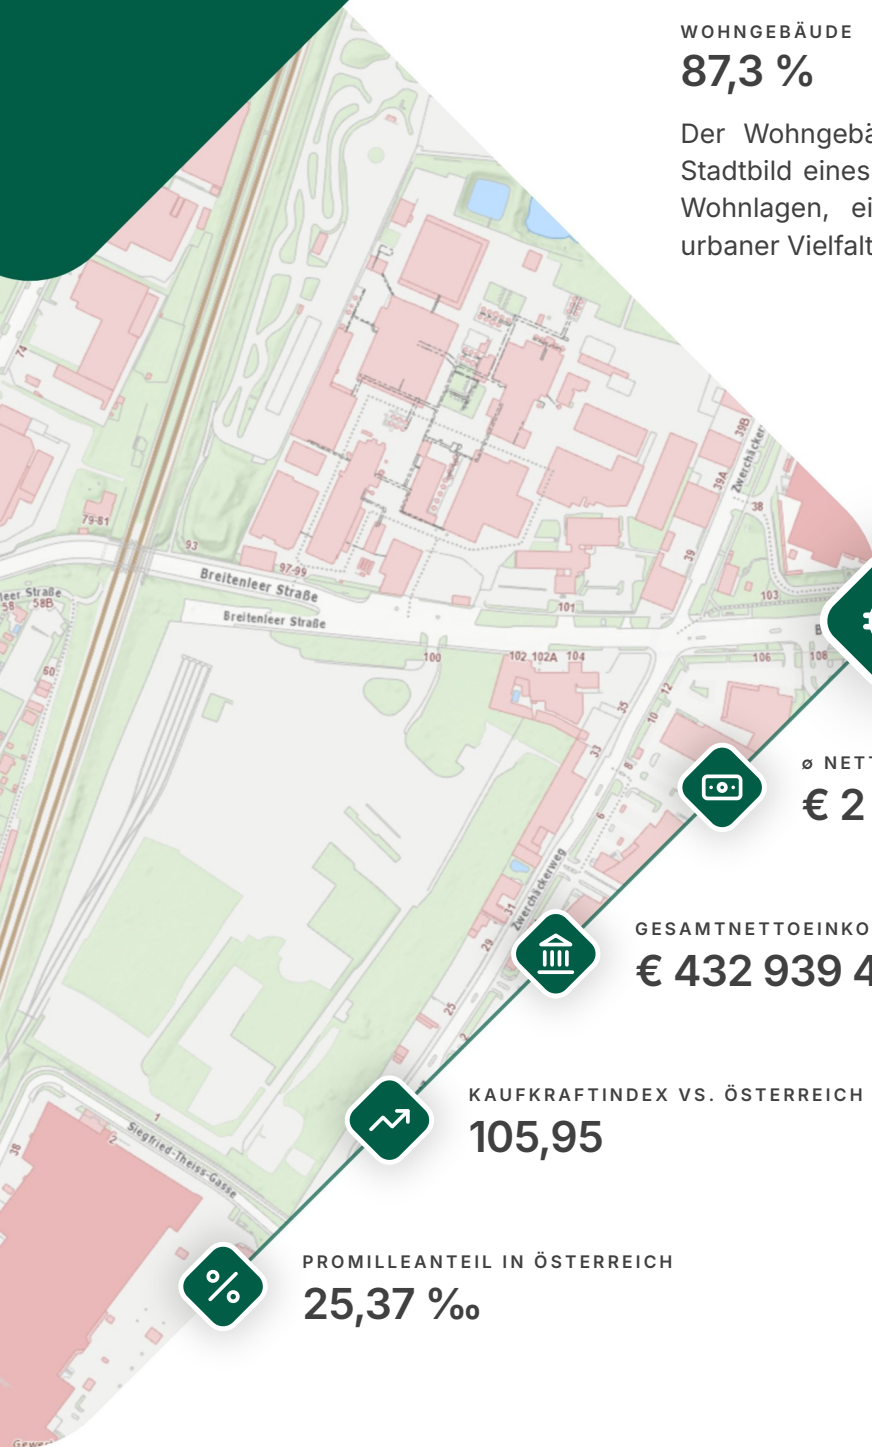 WOHNGEBÄUDE
87,3 %
Der Wohngebä
Stadtbild eines
Wohnlagen, ei
urbaner Vielfalt
74
39B
Zwerchäcker
39A
38
79-81
93
97-99
39
Breitenleer Straße
101
103
leer Straße
58 58B
Breitenleer Straße
B
100
102 102A 104
106
108
60
35
12
10
33
8
ø NETT
€ 2
6
Zwerchäckerweg
31
29
GESAMTNETTOEINKO
€ 432 939 4
25
2
KAUFKRAFTINDEX VS. ÖSTERREICH
105,95
1
2
Siegfried-Theiss-Gasse
38
PROMILLEANTEIL IN ÖSTERREICH
25,37 ‰